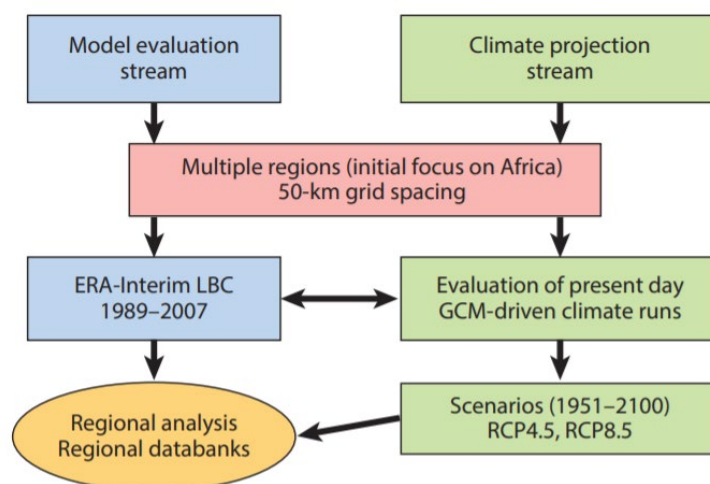 Model evaluation
stream
Climate projection
stream
Multiple regions (initial focus on Africa)
50-km grid spacing
ERA-Interim LBC
1989–2007
Evaluation of present day
GCM-driven climate runs
Regional analysis
Regional databanks
Scenarios (1951–2100)
RCP4.5, RCP8.5